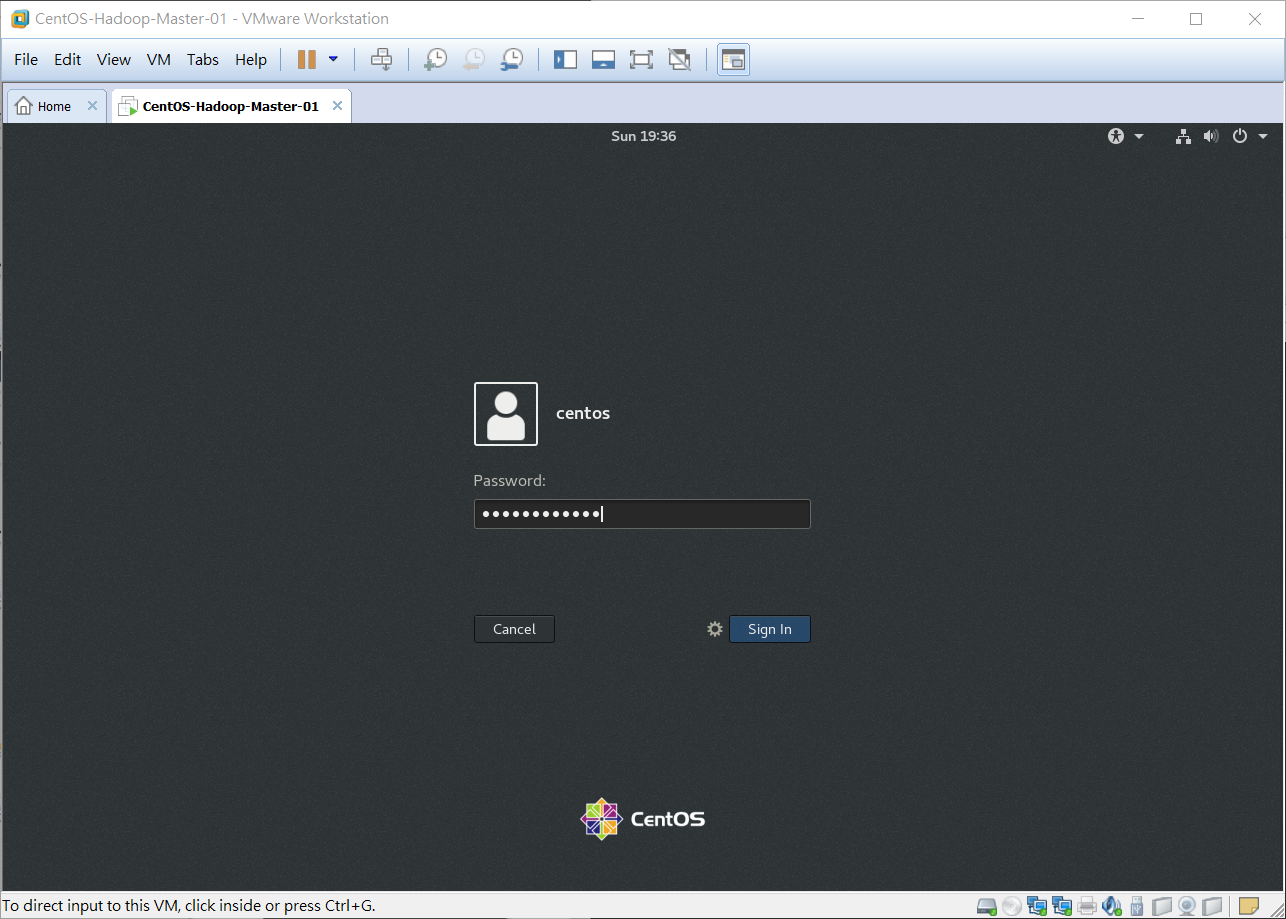 CentOS-Hadoop-Master-01 - VMware Workstation
File Edit View VM Tabs Help
Home CentOS-Hadoop-Master-01
Sun 19:36
centos
Password:
Cancel Sign In
CentOS
To direct input to this VM, click inside or press Ctrl+G.